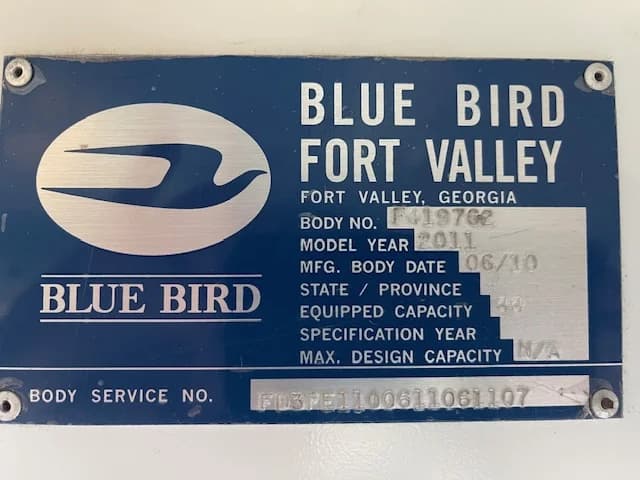 BLUE BIRD
FORT VALLEY
FORT VALLEY, GEORGIA
BODY NO. F419762
MODEL YEAR 2011
MFG. BODY DATE 06/10
STATE / PROVINCE
EQUIPPED CAPACITY
SPECIFICATION YEAR
MAX. DESIGN CAPACITY N/A
BLUE BIRD
BODY SERVICE NO.